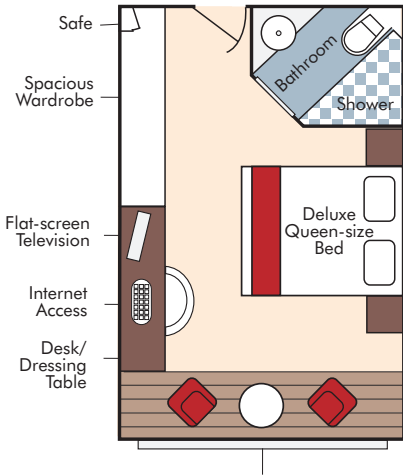 Safe
Spacious
Wardrobe
Bathroom
Shower
Deluxe
Queen-size
Bed
Flat-screen
Television
Internet
Access
Desk/
Dressing
Table